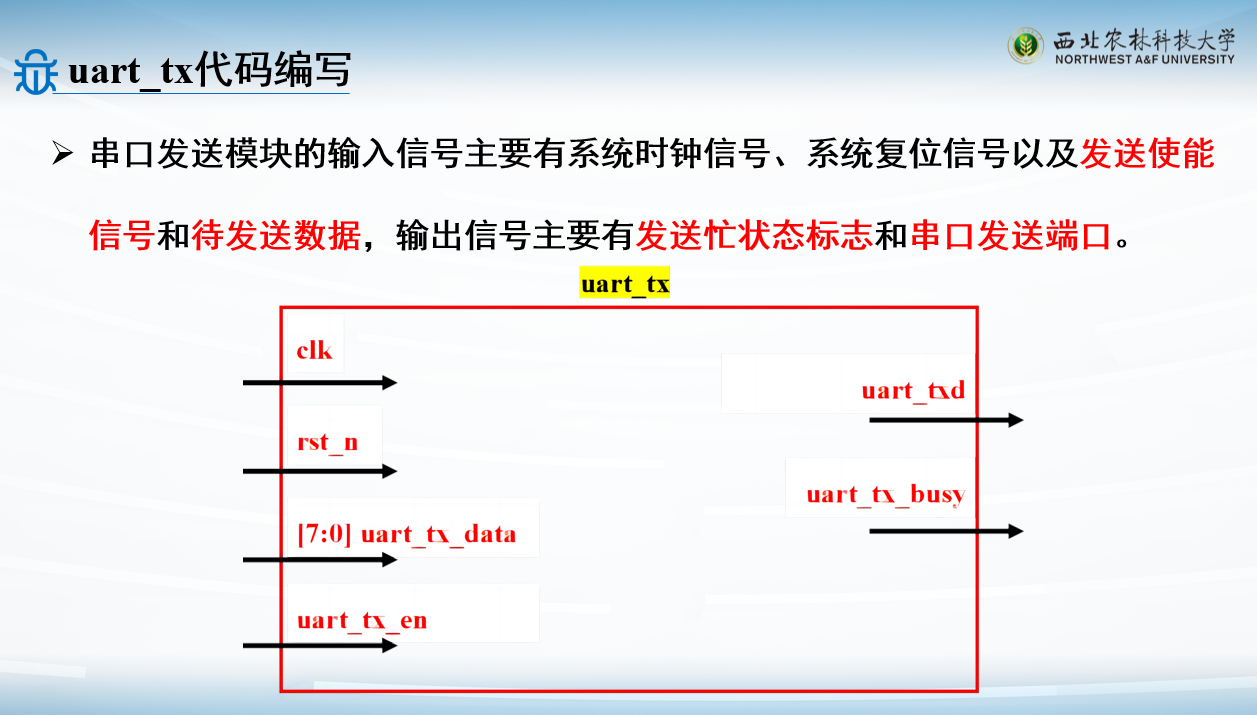 西北农林科技大学
NORTHWEST A&F UNIVERSITY
uart_tx代码编写
串口发送模块的输入信号主要有系统时钟信号、系统复位信号以及发送使能
信号和待发送数据，输出信号主要有发送忙状态标志和串口发送端口。
uart_tx
clk
rst_n
[7:0] uart_tx_data
uart_tx_en
uart_txd
uart_tx_busy